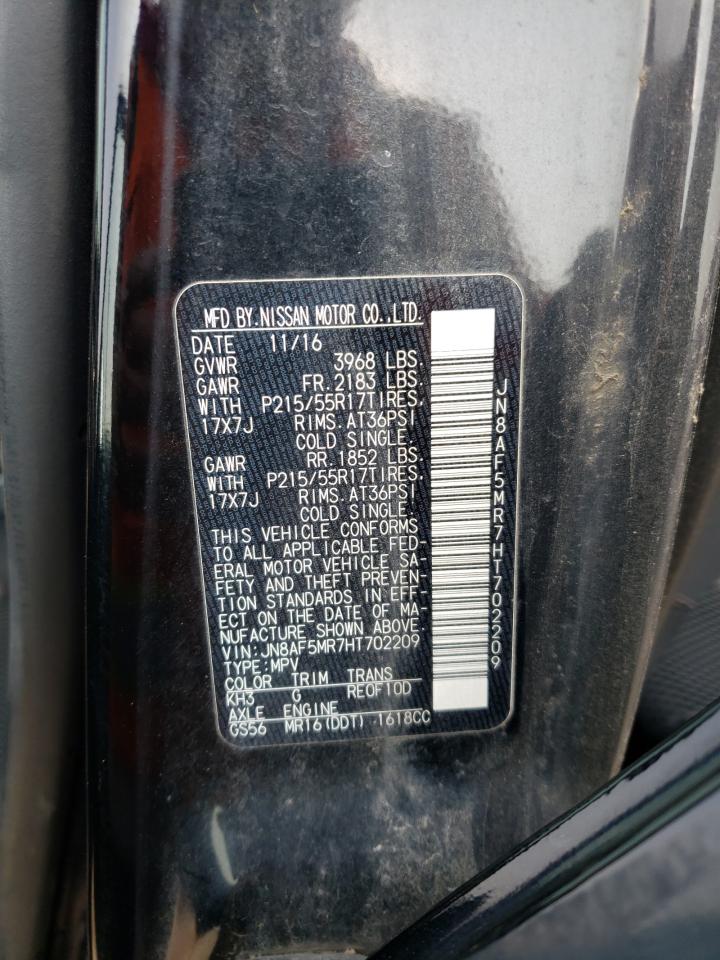 MFD BY.NISSAN MOTOR CO.,LTD.
DATE 11/16
GVWR 3968 LBS.
GAWR FR.2183 LBS.
WITH P215/55R17TIRES,
17X7J RIMS.AT36PSI
COLD SINGLE.
GAWR RR.1852 LBS.
WITH P215/55R17TIRES,
17X7J RIMS.AT36PSI
COLD SINGLE.
THIS VEHICLE CONFORMS
TO ALL APPLICABLE FED-
ERAL MOTOR VEHICLE SA-
FETY AND THEFT PREVEN-
TION STANDARDS IN EFF-
ECT ON THE DATE OF MA-
NUFACTURE SHOWN ABOVE.
VIN:JN8AF5MR7HT702209
TYPE:MPV
COLOR TRIM TRANS
KH3 G RE0F10D
AXLE ENGINE
GS56 MR16(DDT) -1618CC
JN8AF5MR7HT702209